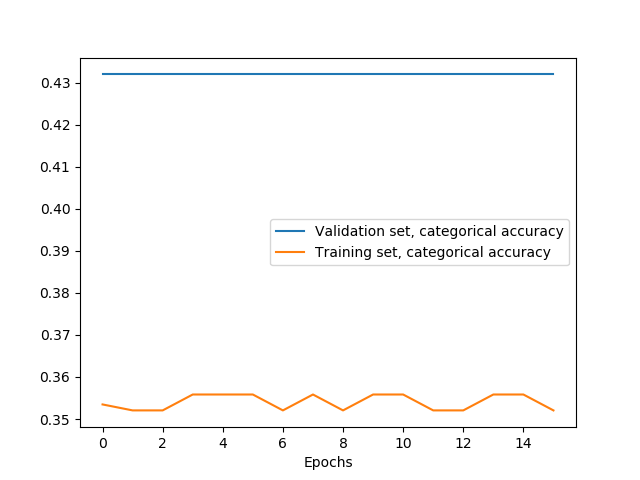 0.43
0.42
0.41
0.40
0.39
0.38
0.37
0.36
0.35
Validation set, categorical accuracy
Training set, categorical accuracy
0 2 4 6 8 10 12 14
Epochs